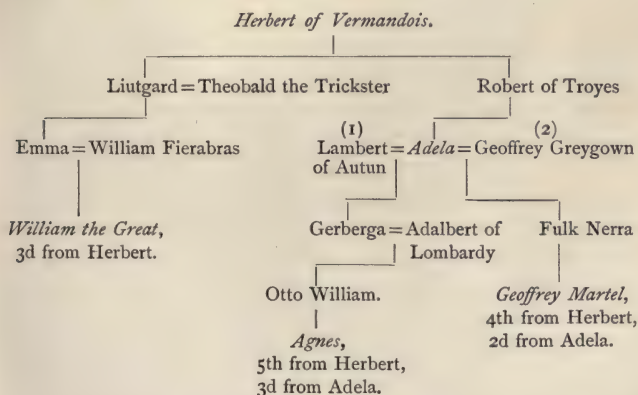 Herbert of Vermandois.
Liutgard = Theobald the Trickster Robert of Troyes
(1) (2)
Emma = William Fierabras Lambert = Adela = Geoffrey Greygown
of Autun
William the Great, Gerberga = Adalbert of Fulk Nerra
3d from Herbert. Lombardy
Otto William. Geoffrey Martel,
4th from Herbert,
Agnes, 2d from Adela.
5th from Herbert,
3d from Adela.